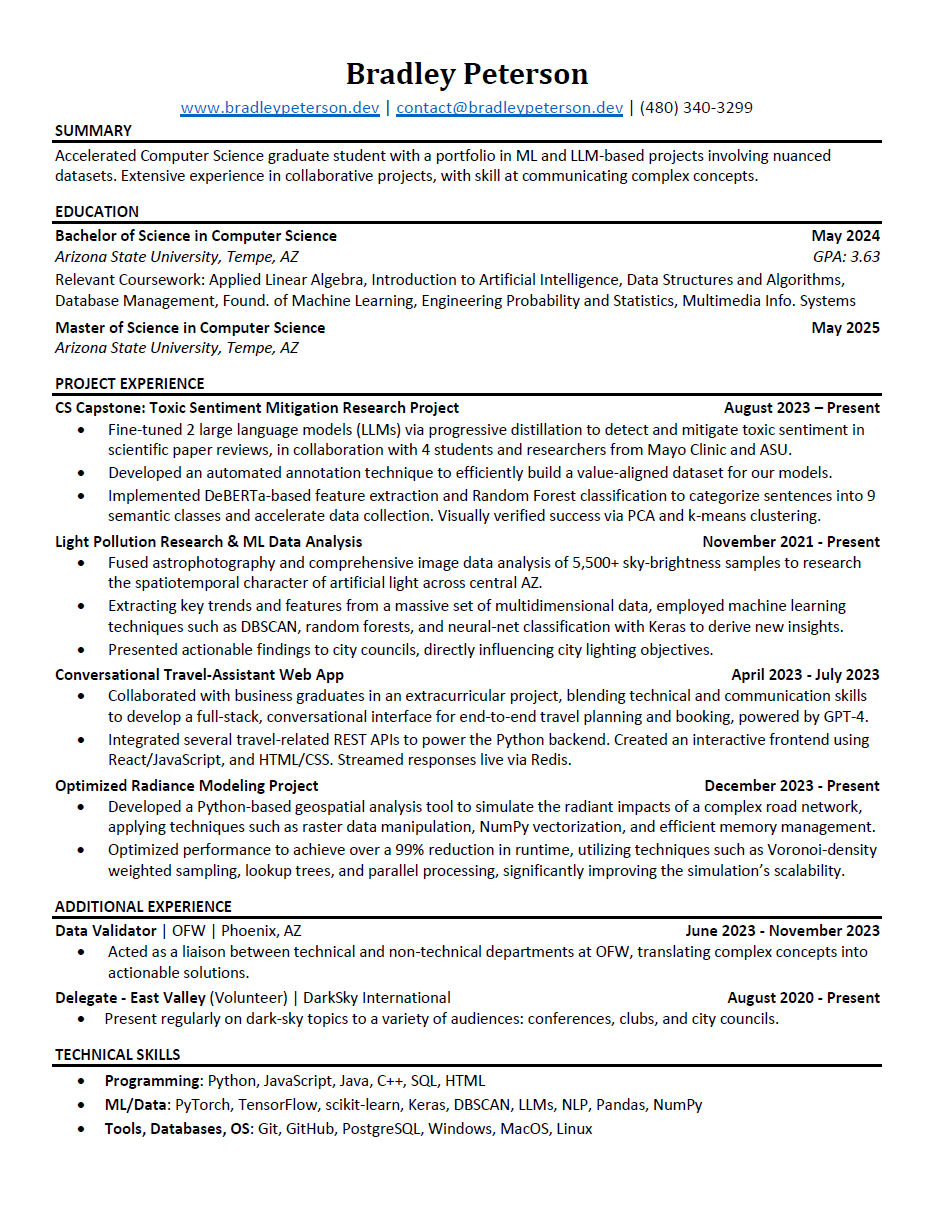 Bradley Peterson
www.bradleypeterson.dev | contact@bradleypeterson.dev | (480) 340-3299
SUMMARY
Accelerated Computer Science graduate student with a portfolio in ML and LLM-based projects involving nuanced
datasets. Extensive experience in collaborative projects, with skill at communicating complex concepts.
EDUCATION
Bachelor of Science in Computer Science May 2024
Arizona State University, Tempe, AZ GPA: 3.63
Relevant Coursework: Applied Linear Algebra, Introduction to Artificial Intelligence, Data Structures and Algorithms,
Database Management, Found. of Machine Learning, Engineering Probability and Statistics, Multimedia Info. Systems
Master of Science in Computer Science May 2025
Arizona State University, Tempe, AZ
PROJECT EXPERIENCE
CS Capstone: Toxic Sentiment Mitigation Research Project August 2023 – Present
• Fine-tuned 2 large language models (LLMs) via progressive distillation to detect and mitigate toxic sentiment in
scientific paper reviews, in collaboration with 4 students and researchers from Mayo Clinic and ASU.
• Developed an automated annotation technique to efficiently build a value-aligned dataset for our models.
• Implemented DeBERTa-based feature extraction and Random Forest classification to categorize sentences into 9
semantic classes and accelerate data collection. Visually verified success via PCA and k-means clustering.
Light Pollution Research & ML Data Analysis November 2021 - Present
• Fused astrophotography and comprehensive image data analysis of 5,500+ sky-brightness samples to research
the spatiotemporal character of artificial light across central AZ.
• Extracting key trends and features from a massive set of multidimensional data, employed machine learning
techniques such as DBSCAN, random forests, and neural-net classification with Keras to derive new insights.
• Presented actionable findings to city councils, directly influencing city lighting objectives.
Conversational Travel-Assistant Web App April 2023 - July 2023
• Collaborated with business graduates in an extracurricular project, blending technical and communication skills
to develop a full-stack, conversational interface for end-to-end travel planning and booking, powered by GPT-4.
• Integrated several travel-related REST APIs to power the Python backend. Created an interactive frontend using
React/JavaScript, and HTML/CSS. Streamed responses live via Redis.
Optimized Radiance Modeling Project December 2023 - Present
• Developed a Python-based geospatial analysis tool to simulate the radiant impacts of a complex road network,
applying techniques such as raster data manipulation, NumPy vectorization, and efficient memory management.
• Optimized performance to achieve over a 99% reduction in runtime, utilizing techniques such as Voronoi-density
weighted sampling, lookup trees, and parallel processing, significantly improving the simulation’s scalability.
ADDITIONAL EXPERIENCE
Data Validator | OFW | Phoenix, AZ June 2023 - November 2023
• Acted as a liaison between technical and non-technical departments at OFW, translating complex concepts into
actionable solutions.
Delegate - East Valley (Volunteer) | DarkSky International August 2020 - Present
• Present regularly on dark-sky topics to a variety of audiences: conferences, clubs, and city councils.
TECHNICAL SKILLS
• Programming: Python, JavaScript, Java, C++, SQL, HTML
• ML/Data: PyTorch, TensorFlow, scikit-learn, Keras, DBSCAN, LLMs, NLP, Pandas, NumPy
• Tools, Databases, OS: Git, GitHub, PostgreSQL, Windows, MacOS, Linux